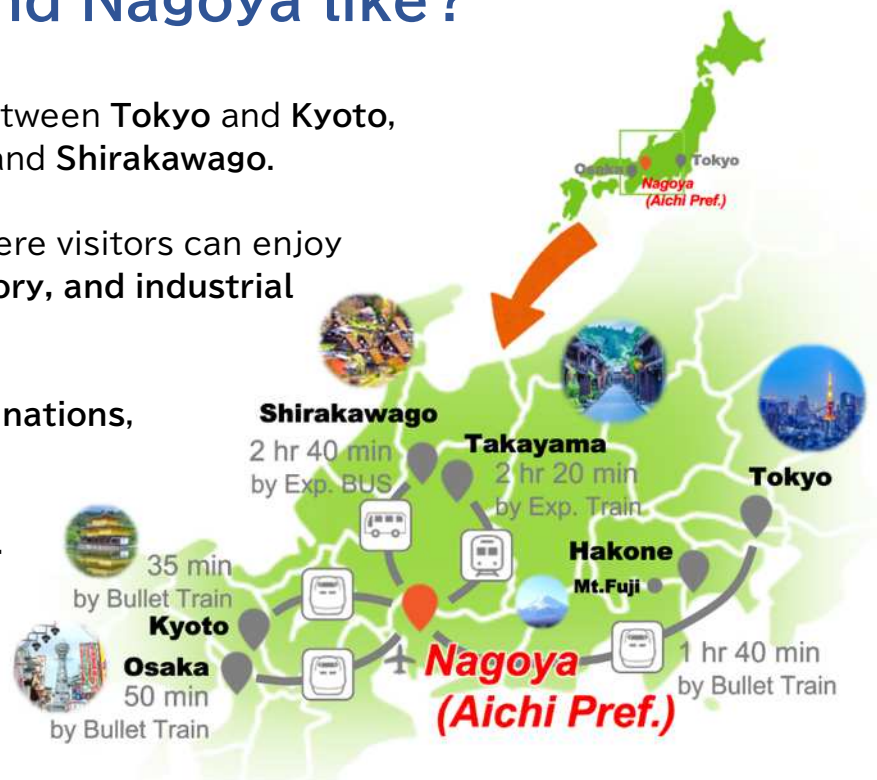 nd Nagoya like?
tween Tokyo and Kyoto,
and Shirakawago.
ere visitors can enjoy
ory, and industrial
nations,
Osaka
Tokyo
Nagoya
(Aichi Pref.)
Shirakawago
2 hr 40 min
by Exp. BUS
Takayama
2 hr 20 min
by Exp. Train
Tokyo
Hakone
Mt.Fuji
35 min
by Bullet Train
Kyoto
Osaka
50 min
by Bullet Train
Nagoya
(Aichi Pref.)
1 hr 40 min
by Bullet Train